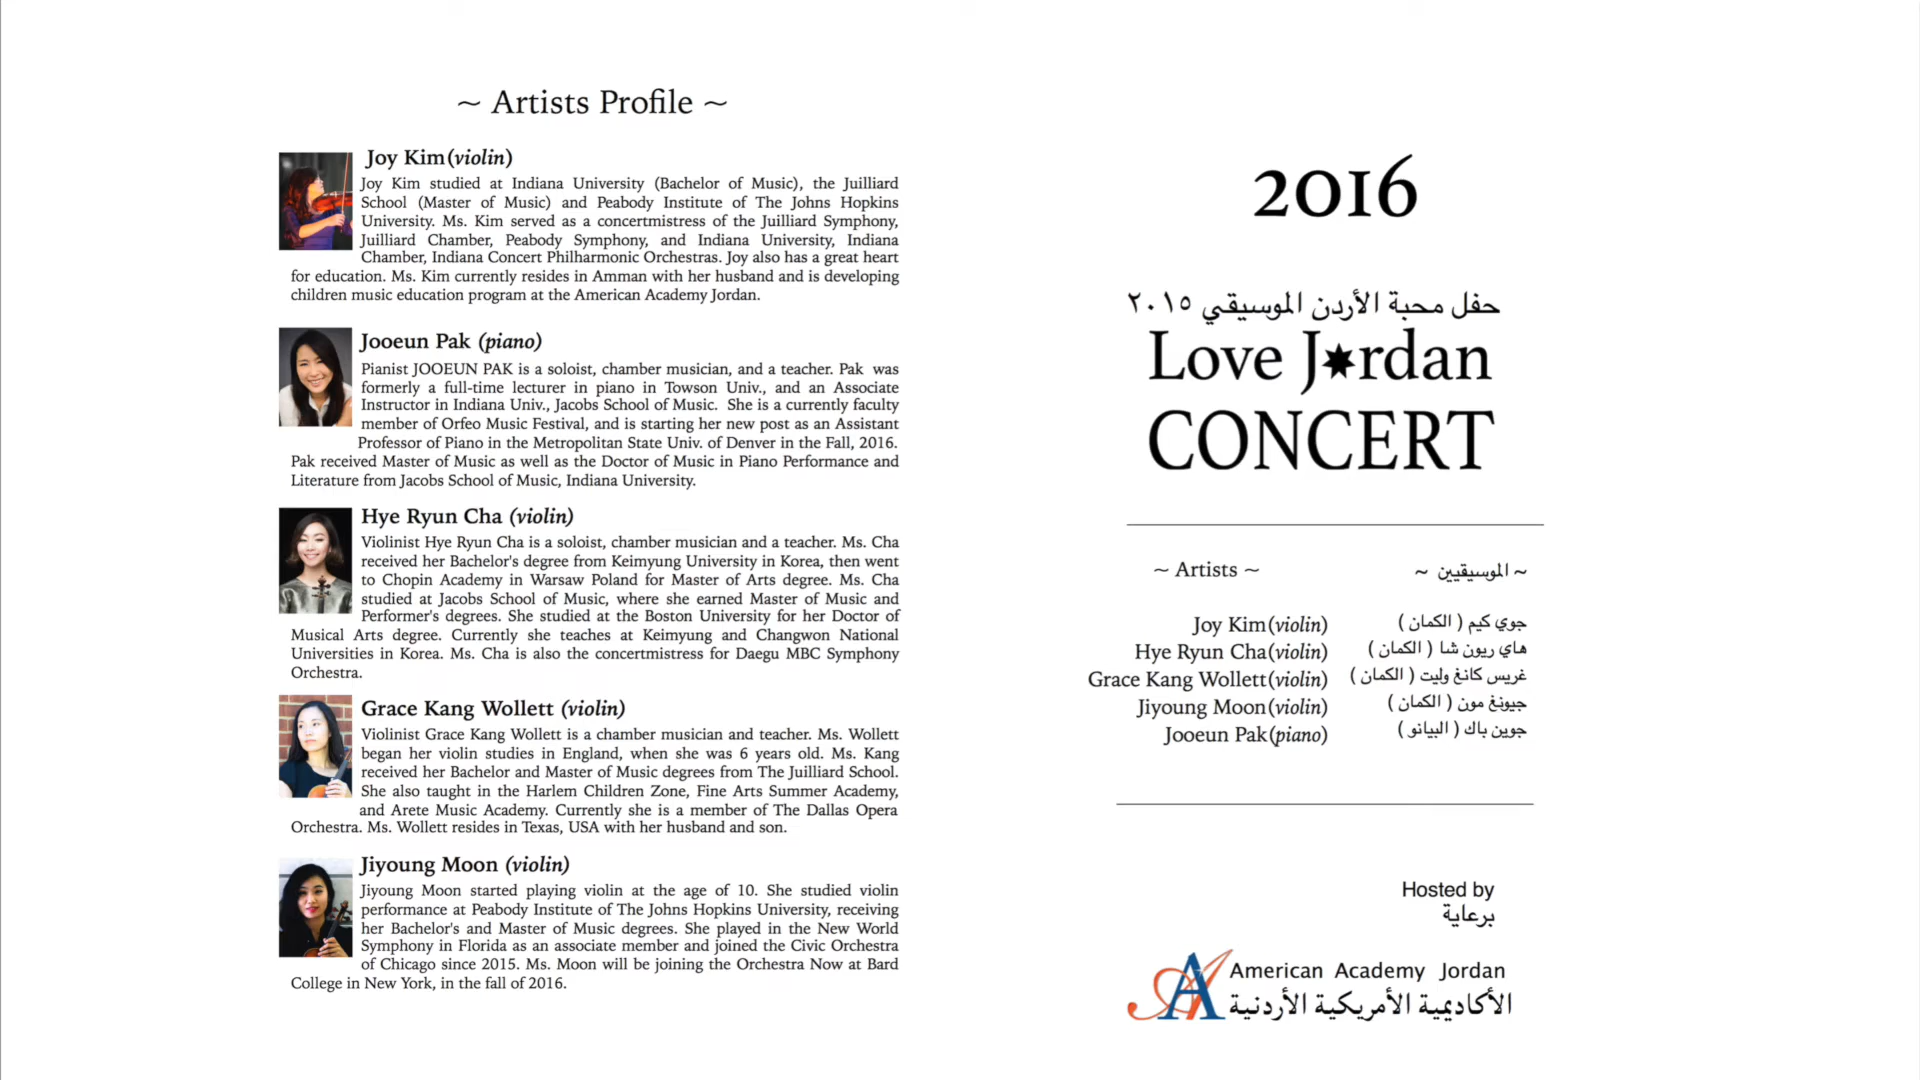 ~ Artists Profile ~
Joy Kim(violin)
Joy Kim studied at Indiana University (Bachelor of Music), the Juilliard
School (Master of Music) and Peabody Institute of The Johns Hopkins
University. Ms. Kim served as a concertmistress of the Juilliard Symphony,
Juilliard Chamber, Peabody Symphony, and Indiana University, Indiana
Chamber, Indiana Concert Philharmonic Orchestras. Joy also has a great heart
for education. Ms. Kim currently resides in Amman with her husband and is developing
children music education program at the American Academy Jordan.
Jooeun Pak (piano)
Pianist JOOEUN PAK is a soloist, chamber musician, and a teacher. Pak was
formerly a full-time lecturer in piano in Towson Univ., and an Associate
Instructor in Indiana Univ., Jacobs School of Music. She is a currently faculty
member of Orfeo Music Festival, and is starting her new post as an Assistant
Professor of Piano in the Metropolitan State Univ. of Denver in the Fall, 2016.
Pak received Master of Music as well as the Doctor of Music in Piano Performance and
Literature from Jacobs School of Music, Indiana University.
Hye Ryun Cha (violin)
Violinist Hye Ryun Cha is a soloist, chamber musician and a teacher. Ms. Cha
received her Bachelor's degree from Keimyung University in Korea, then went
to Chopin Academy in Warsaw Poland for Master of Arts degree. Ms. Cha
studied at Jacobs School of Music, where she earned Master of Music and
Performer's degrees. She studied at the Boston University for her Doctor of
Musical Arts degree. Currently she teaches at Keimyung and Changwon National
Universities in Korea. Ms. Cha is also the concertmistress for Daegu MBC Symphony
Orchestra.
Grace Kang Wollett (violin)
Violinist Grace Kang Wollett is a chamber musician and teacher. Ms. Wollett
began her violin studies in England, when she was 6 years old. Ms. Kang
received her Bachelor and Master of Music degrees from The Juilliard School.
She also taught in the Harlem Children Zone, Fine Arts Summer Academy,
and Arete Music Academy. Currently she is a member of The Dallas Opera
Orchestra. Ms. Wollett resides in Texas, USA with her husband and son.
Jiyoung Moon (violin)
Jiyoung Moon started playing violin at the age of 10. She studied violin
performance at Peabody Institute of The Johns Hopkins University, receiving
her Bachelor's and Master of Music degrees. She played in the New World
Symphony in Florida as an associate member and joined the Civic Orchestra
of Chicago since 2015. Ms. Moon will be joining the Orchestra Now at Bard
College in New York, in the fall of 2016.
2016
حفل محبة الأردن الموسيقي ٢٠١٥
Love J✷rdan
CONCERT
~ Artists ~
Joy Kim(violin)
Hye Ryun Cha(violin)
Grace Kang Wollett(violin)
Jiyoung Moon(violin)
Jooeun Pak(piano)
~ الموسيقيين ~
جوي كيم ( الكمان )
هاي ريون شا ( الكمان )
غريس كانغ وليت ( الكمان )
جيونغ مون ( الكمان )
جوين باك ( البيانو )
Hosted by
برعاية
American Academy Jordan
الأكاديمية الأمريكية الأردنية